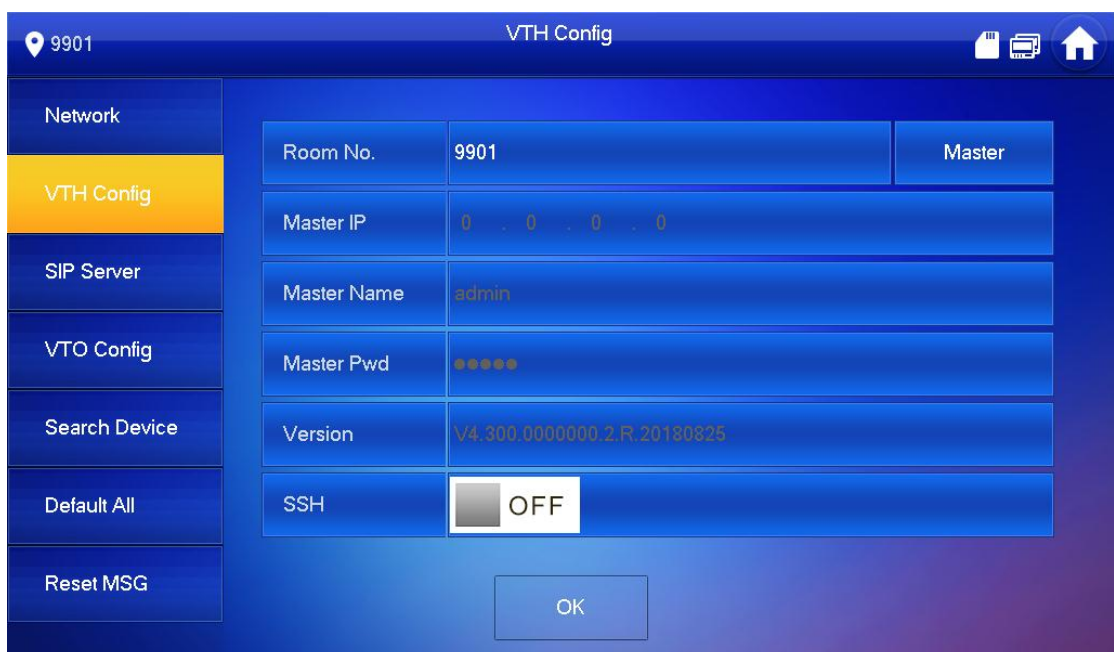 9901
VTH Config
Network
VTH Config
SIP Server
VTO Config
Search Device
Default All
Reset MSG
Room No. 9901 Master
Master IP 0 . 0 . 0 . 0
Master Name admin
Master Pwd ●●●●●
Version V4.300.0000000.2.R.20180825
SSH OFF
OK